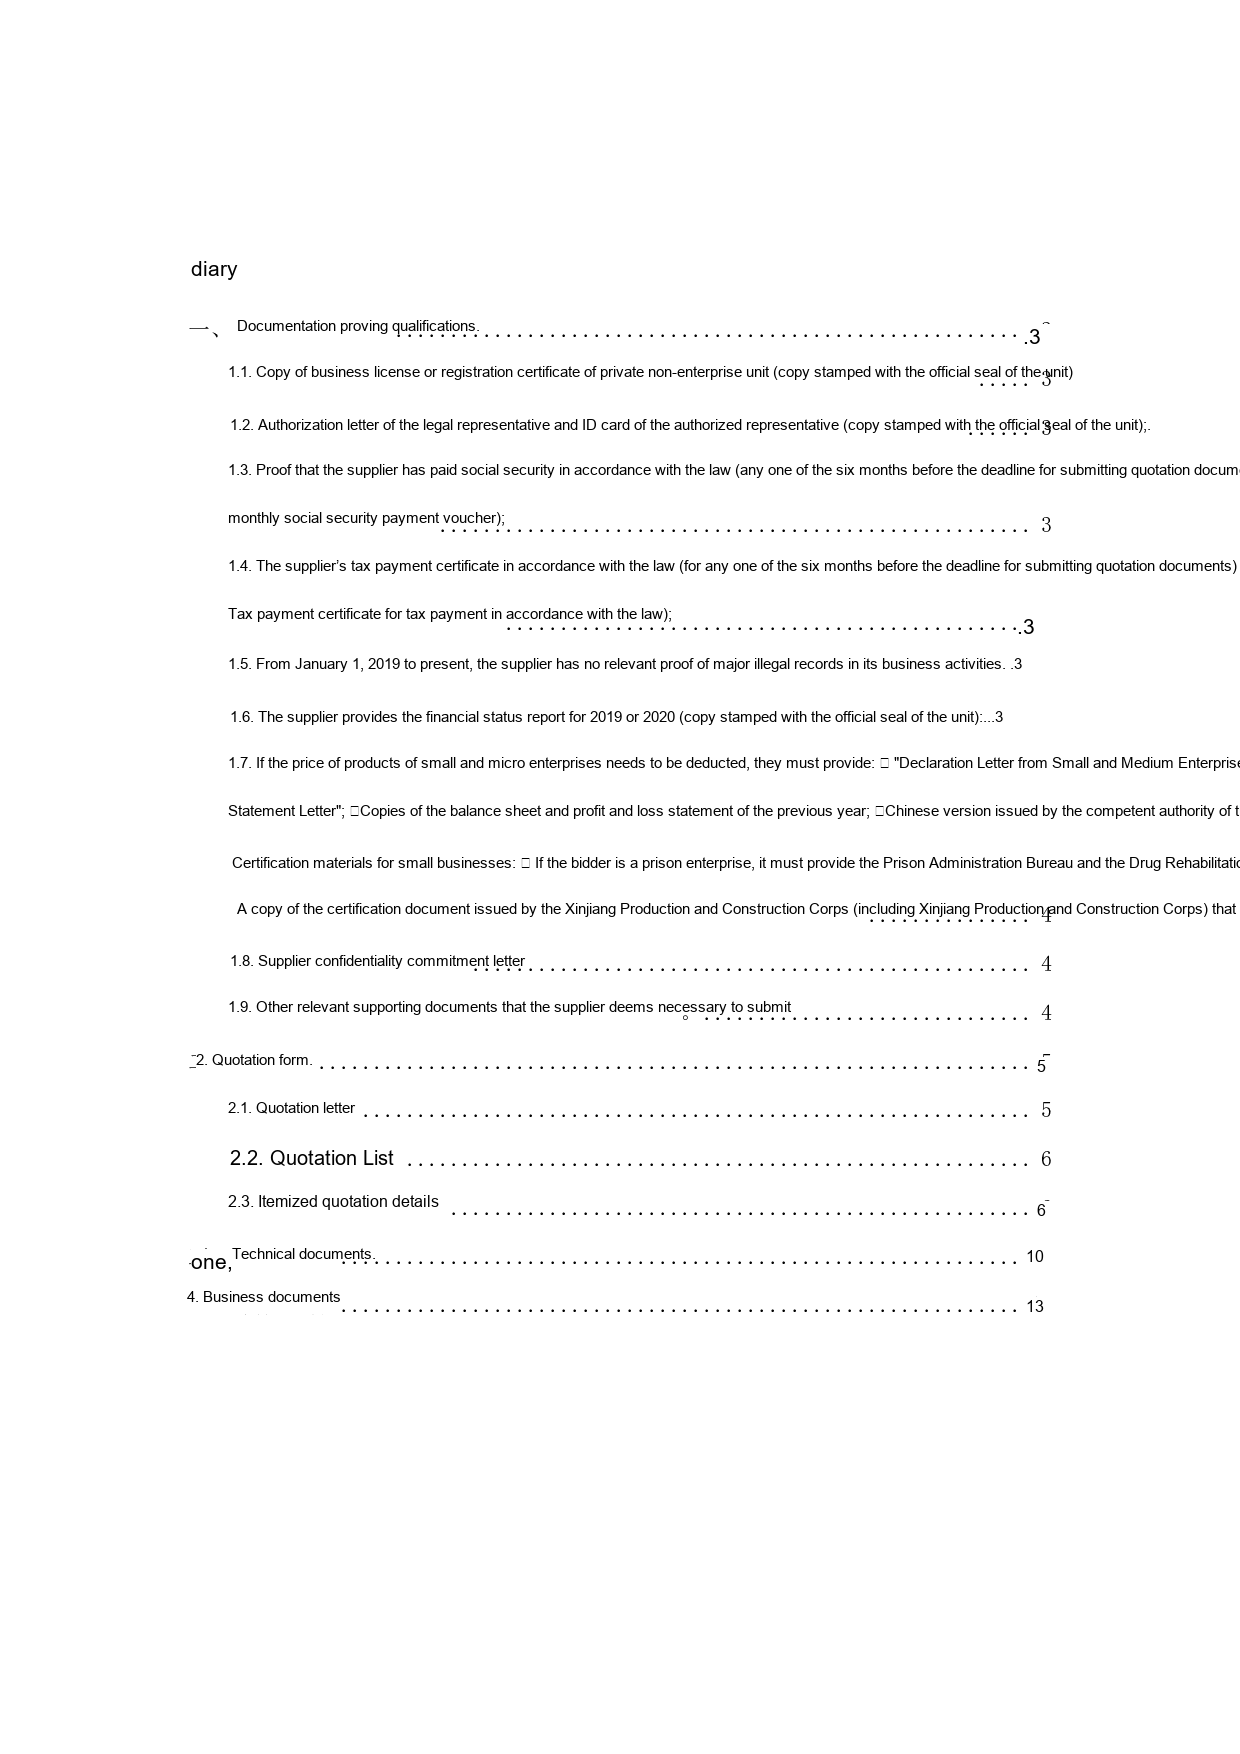 diary
一、 Documentation proving qualifications. .3
1.1. Copy of business license or registration certificate of private non-enterprise unit (copy stamped with the official seal of the unit) ..... 3
1.2. Authorization letter of the legal representative and ID card of the authorized representative (copy stamped with the official seal of the unit);. ...... 3
1.3. Proof that the supplier has paid social security in accordance with the law (any one of the six months before the deadline for submitting quotation docum
monthly social security payment voucher); 3
1.4. The supplier’s tax payment certificate in accordance with the law (for any one of the six months before the deadline for submitting quotation documents)
Tax payment certificate for tax payment in accordance with the law); .3
1.5. From January 1, 2019 to present, the supplier has no relevant proof of major illegal records in its business activities. .3
1.6. The supplier provides the financial status report for 2019 or 2020 (copy stamped with the official seal of the unit):...3
1.7. If the price of products of small and micro enterprises needs to be deducted, they must provide: "Declaration Letter from Small and Medium Enterprise
Statement Letter"; Copies of the balance sheet and profit and loss statement of the previous year; Chinese version issued by the competent authority of t
Certification materials for small businesses: If the bidder is a prison enterprise, it must provide the Prison Administration Bureau and the Drug Rehabilitatio
A copy of the certification document issued by the Xinjiang Production and Construction Corps (including Xinjiang Production and Construction Corps) that 4
1.8. Supplier confidentiality commitment letter 4
1.9. Other relevant supporting documents that the supplier deems necessary to submit 。 4
2. Quotation form. 5
2.1. Quotation letter 5
2.2. Quotation List 6
2.3. Itemized quotation details 6
one, Technical documents. 10
4. Business documents 13